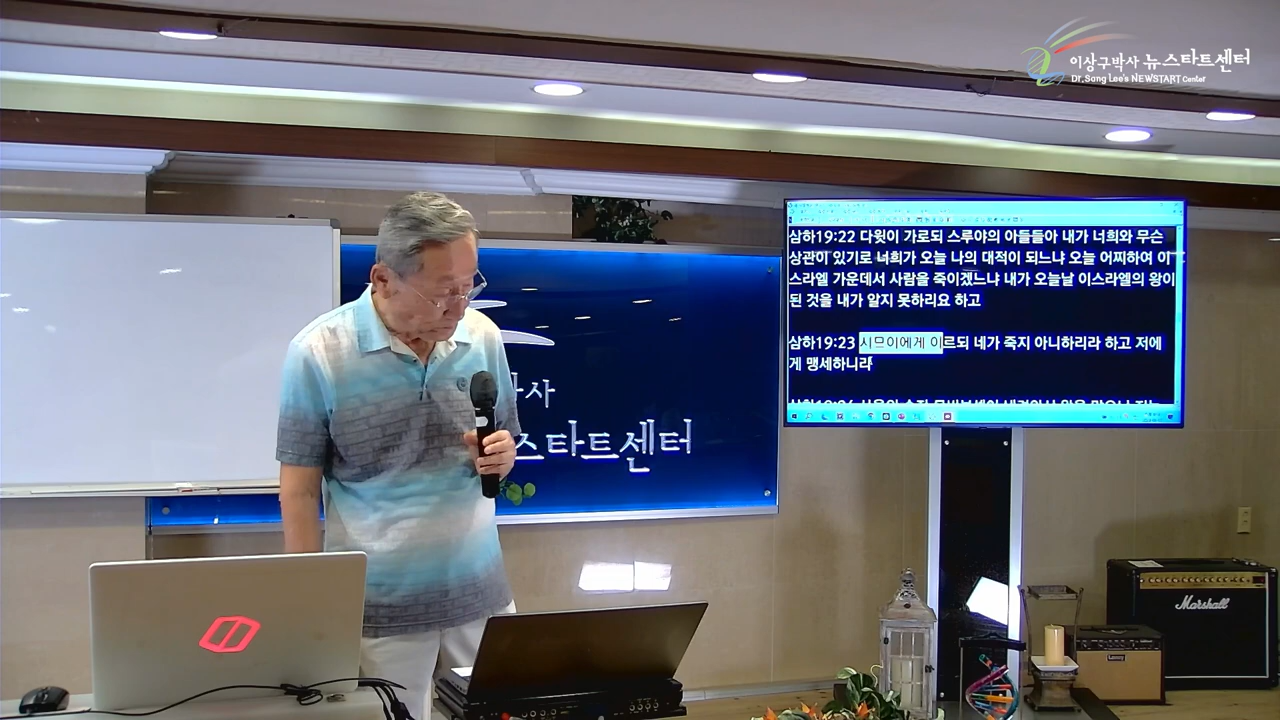 이상구박사 뉴스타트센터
Dr. Sang Lee's NEWSTART Center
삼하19:22 다윗이 가로되 스루야의 아들들아 내가 너희와 무슨
상관이 있기로 너희가 오늘 나의 대적이 되느냐 오늘 어찌하여 이
스라엘 가운데서 사람을 죽이겠느냐 내가 오늘날 이스라엘의 왕이
된 것을 내가 알지 못하리요 하고
삼하19:23 시므이에게 이르되 네가 죽지 아니하리라 하고 저에
게 맹세하니라
사
스타트센터
Marshall